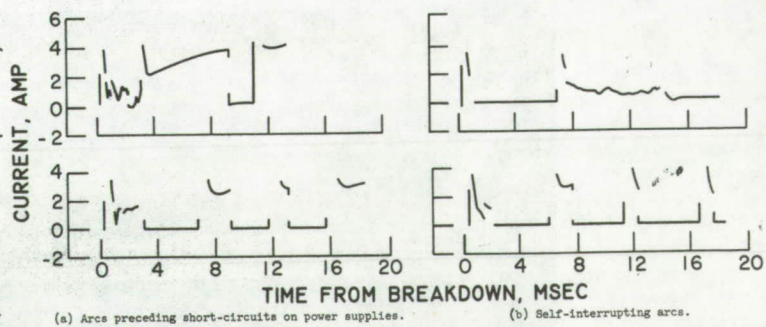 CURRENT, AMP
6
4
2
0
2
4
2
0
-2
0 4 8 12 16 20
0 4 8 12 16 20
TIME FROM BREAKDOWN, MSEC
(a) Arcs preceding short-circuits on power supplies.
(b) Self-interrupting arcs.